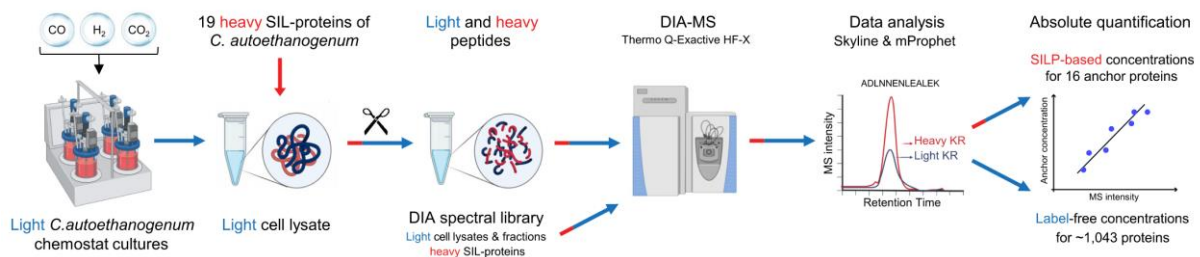 CO H₂ CO₂
Light C.autoethanogenum
chemostat cultures
19 heavy SIL-proteins of
C. autoethanogenum
Light cell lysate
Light and heavy
peptides
DIA spectral library
Light cell lysates & fractions
heavy SIL-proteins
DIA-MS
Thermo Q-Exactive HF-X
Data analysis
Skyline & mProphet
ADLNNENLEALEK
MS intensity
Heavy KR
Light KR
Retention Time
Absolute quantification
SILP-based concentrations
for 16 anchor proteins
Anchor concentration
MS intensity
Label-free concentrations
for ~1,043 proteins